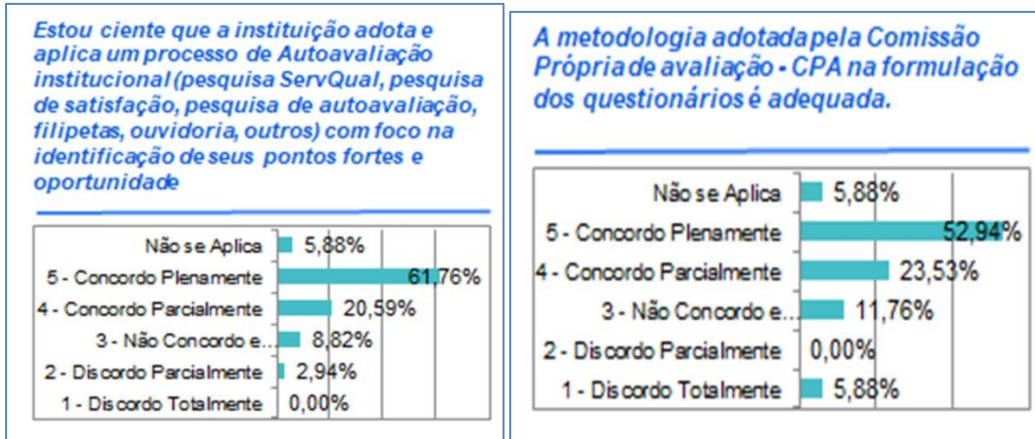 Estou ciente que a instituição adota e
aplica um processo de Autoavaliação
institucional (pesquisa ServQual, pesquisa
de satisfação, pesquisa de autoavaliação,
filipetas, ouvidoria, outros) com foco na
identificação de seus pontos fortes e
oportunidade
Não se Aplica 5,88%
5 - Concordo Plenamente 61,76%
4 - Concordo Parcialmente 20,59%
3 - Não Concordo e... 8,82%
2 - Discordo Parcialmente 2,94%
1 - Discordo Totalmente 0,00%
A metodologia adotada pela Comissão
Própria de avaliação - CPA na formulação
dos questionários é adequada.
Não se Aplica 5,88%
5 - Concordo Plenamente 52,94%
4 - Concordo Parcialmente 23,53%
3 - Não Concordo e... 11,76%
2 - Discordo Parcialmente 0,00%
1 - Discordo Totalmente 5,88%